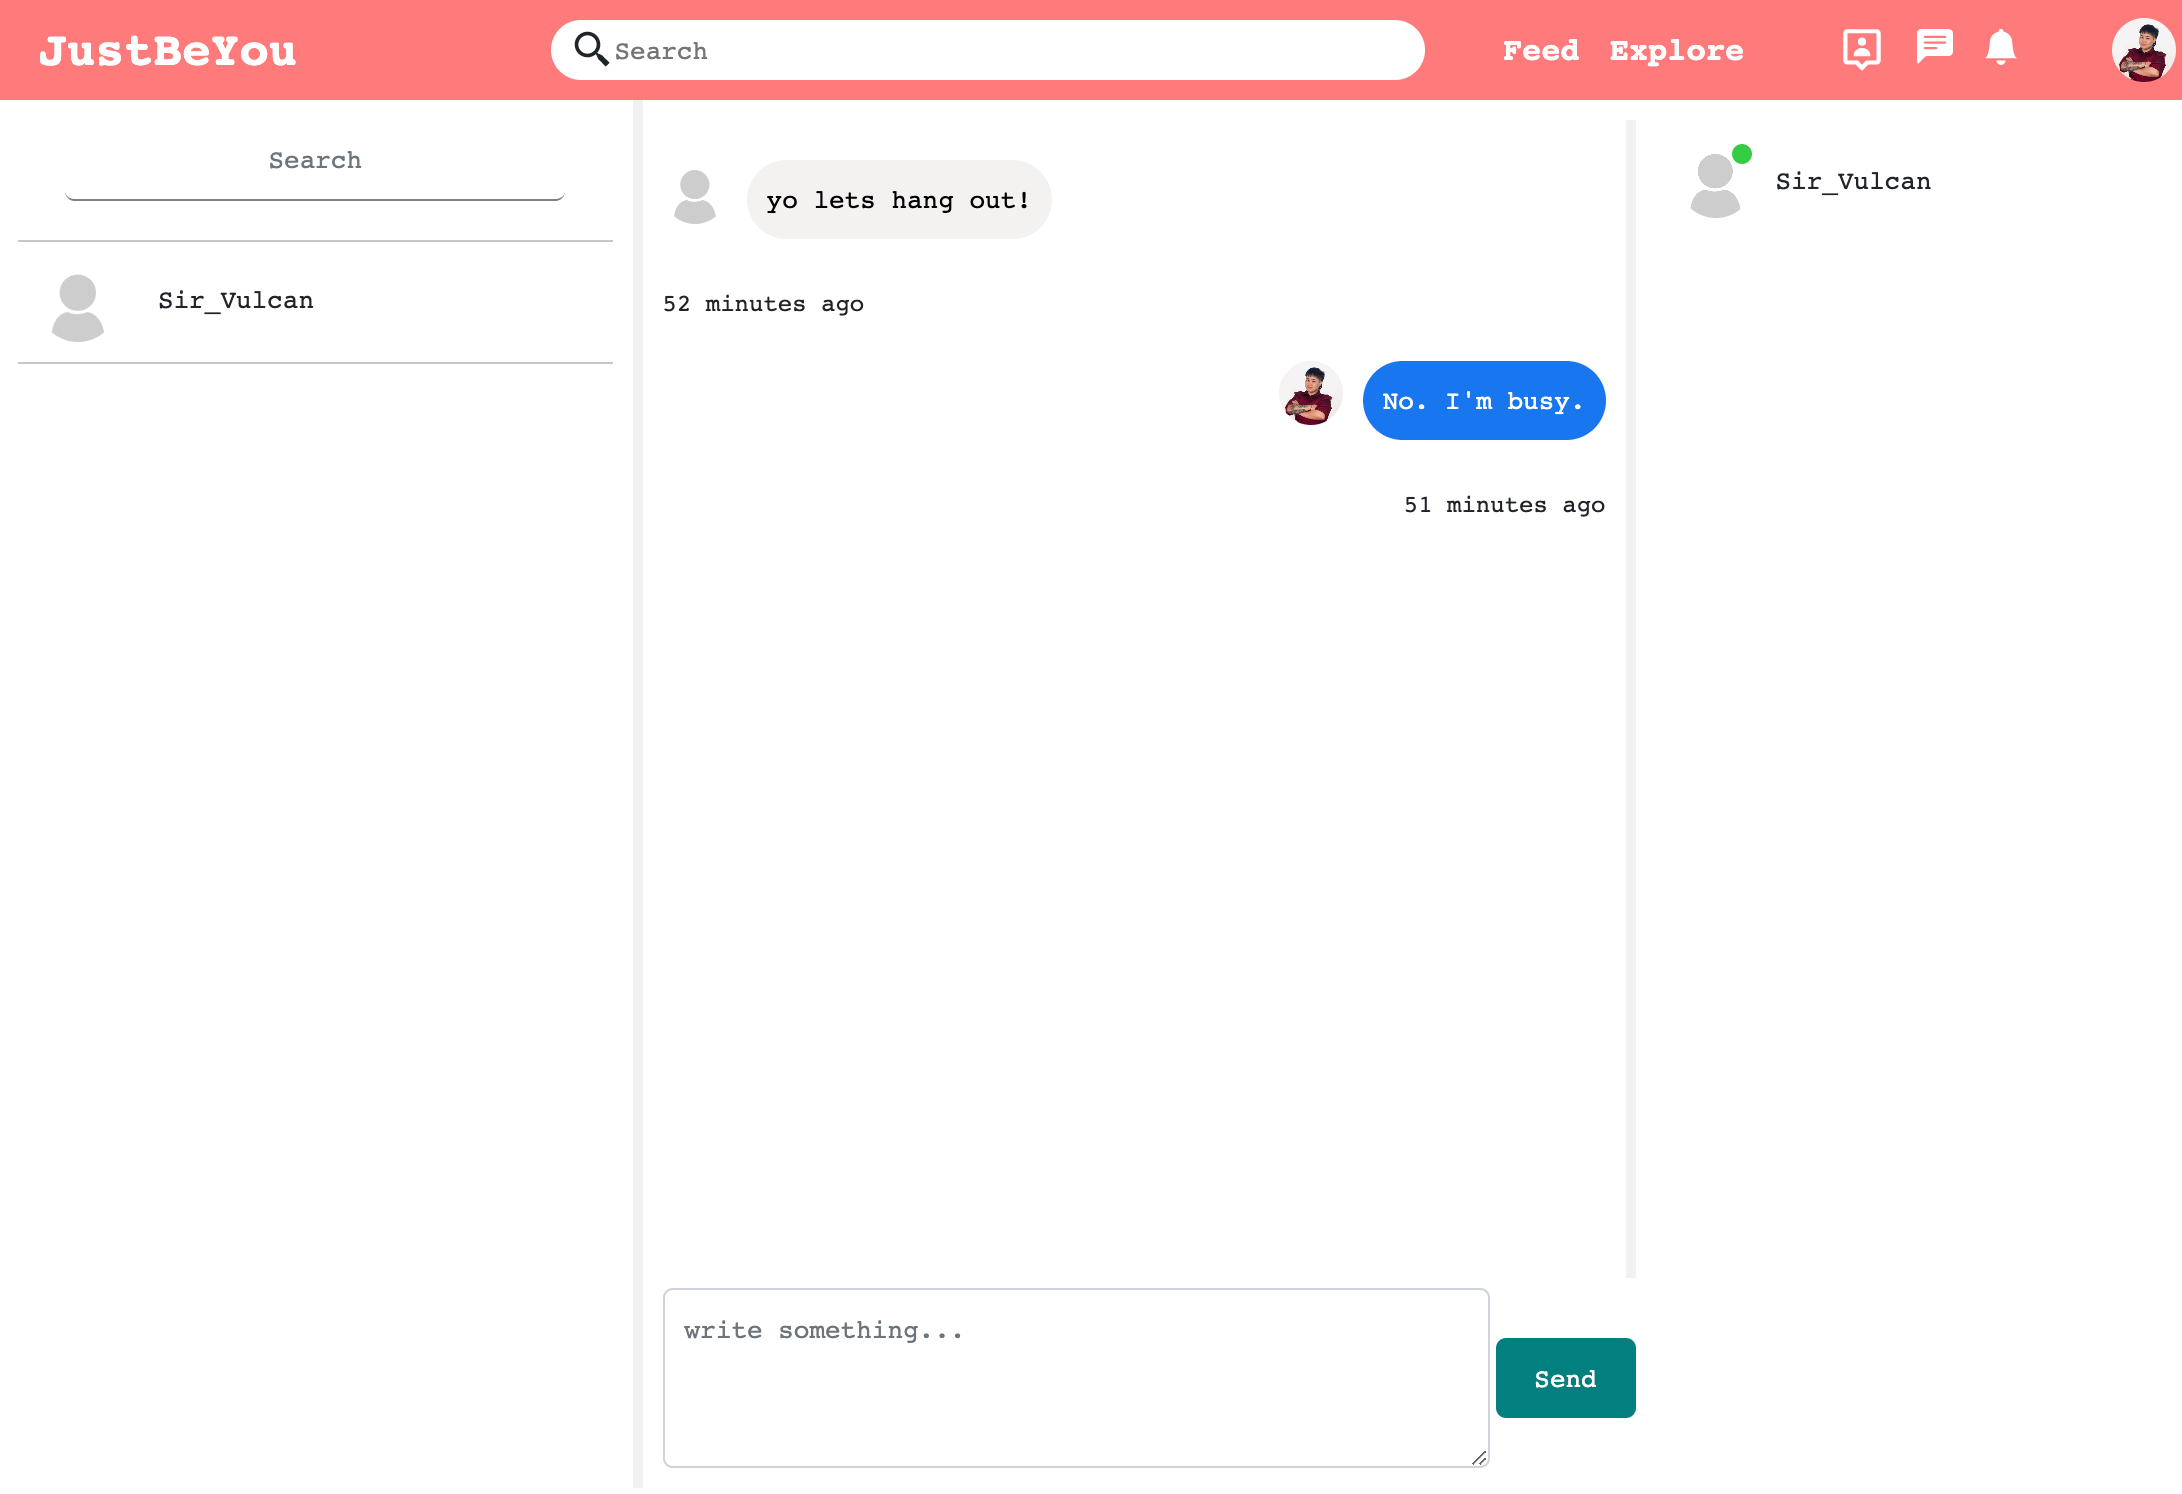 JustBeYou
Search
Feed Explore
Search
Sir_Vulcan
yo lets hang out!
52 minutes ago
No. I'm busy.
51 minutes ago
write something...
Send
Sir_Vulcan